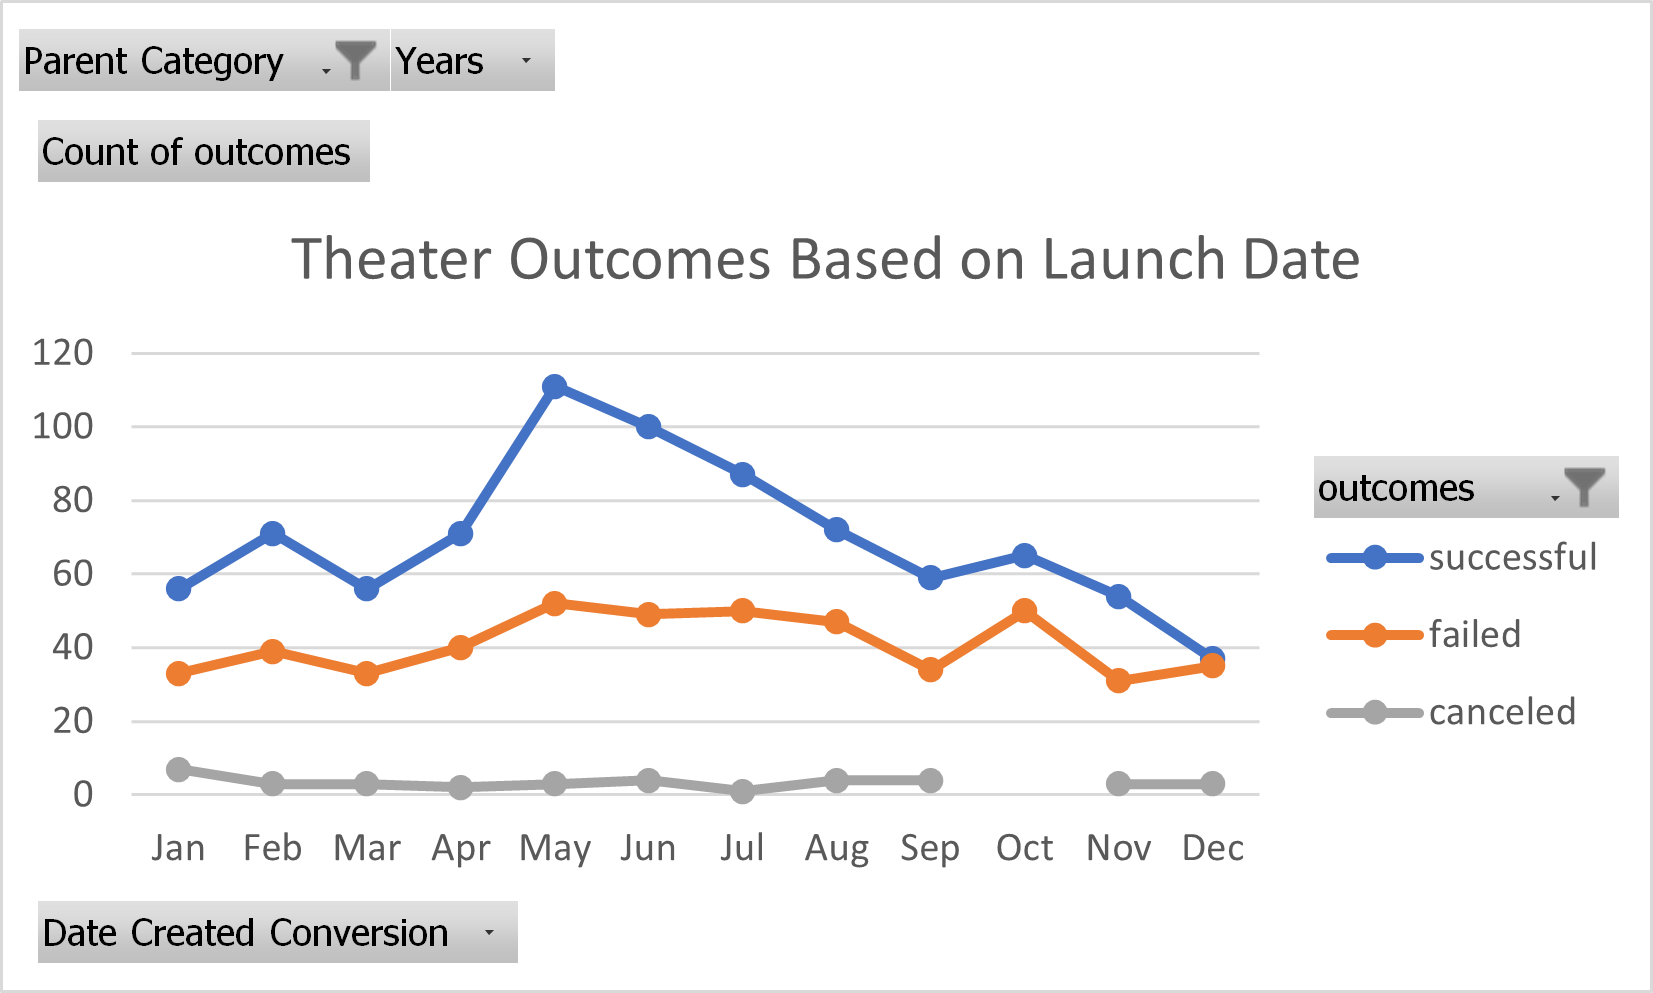 Parent Category Years
Count of outcomes
Theater Outcomes Based on Launch Date
120
100
80
60
40
20
0
Jan Feb Mar Apr May Jun Jul Aug Sep Oct Nov Dec
outcomes
successful
failed
canceled
Date Created Conversion